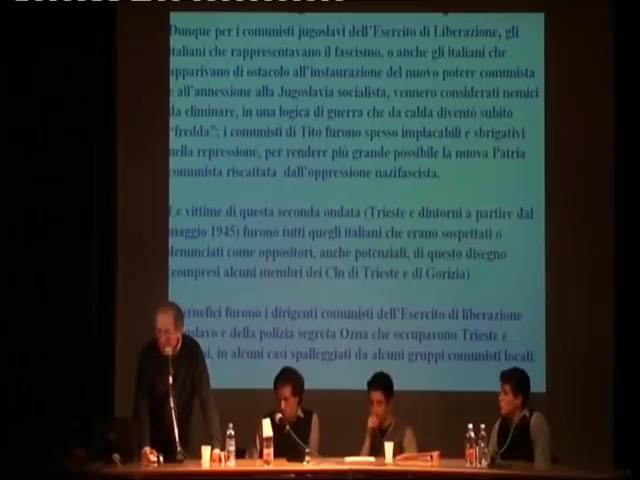 Dunque per i comunisti jugoslavi dell'Esercito di Liberazione, gli
italiani che rappresentavano il fascismo, o anche gli italiani che
apparivano di ostacolo all'instaurazione del nuovo potere comunista
e all'annessione alla Jugoslavia socialista, vennero considerati nemici
da eliminare, in una logica di guerra che da calda diventò subito
"fredda"; i comunisti di Tito furono spesso implacabili e sbrigativi
nella repressione, per rendere più grande possibile la nuova Patria
comunista riscattata dall'oppressione nazifascista.
Le vittime di questa seconda ondata (Trieste e dintorni a partire dal
maggio 1945) furono tutti quegli italiani che erano sospettati o
denunciati come oppositori, anche potenziali, di questo disegno
compresi alcuni membri dei Cln di Trieste e di Gorizia)
carnefici furono i dirigenti comunisti dell'Esercito di liberazione
goslavo e della polizia segreta Ozna che occuparono Trieste e
in alcuni casi spalleggiati da alcuni gruppi comunisti locali.